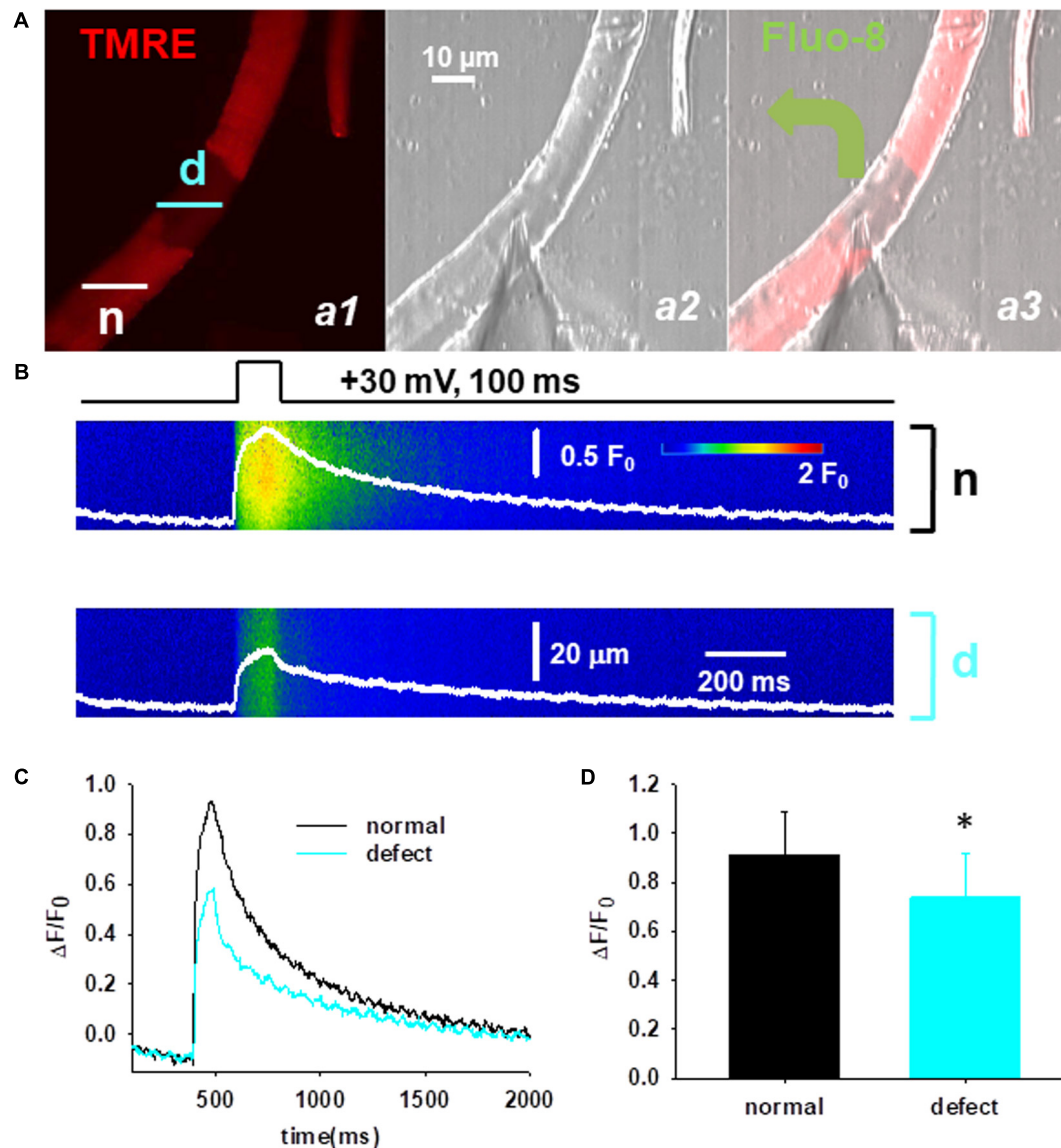 A
TMRE
d
n
a1
10 µm
a2
Fluo-8
a3
B
+30 mV, 100 ms
0.5 F₀
2 F₀
n
20 µm
200 ms
d
C
1.0
0.8
0.6
0.4
0.2
0.0
ΔF/F₀
normal
defect
500
1000
1500
2000
time(ms)
D
1.2
1.0
0.8
0.6
0.4
0.2
0.0
ΔF/F₀
*
normal
defect